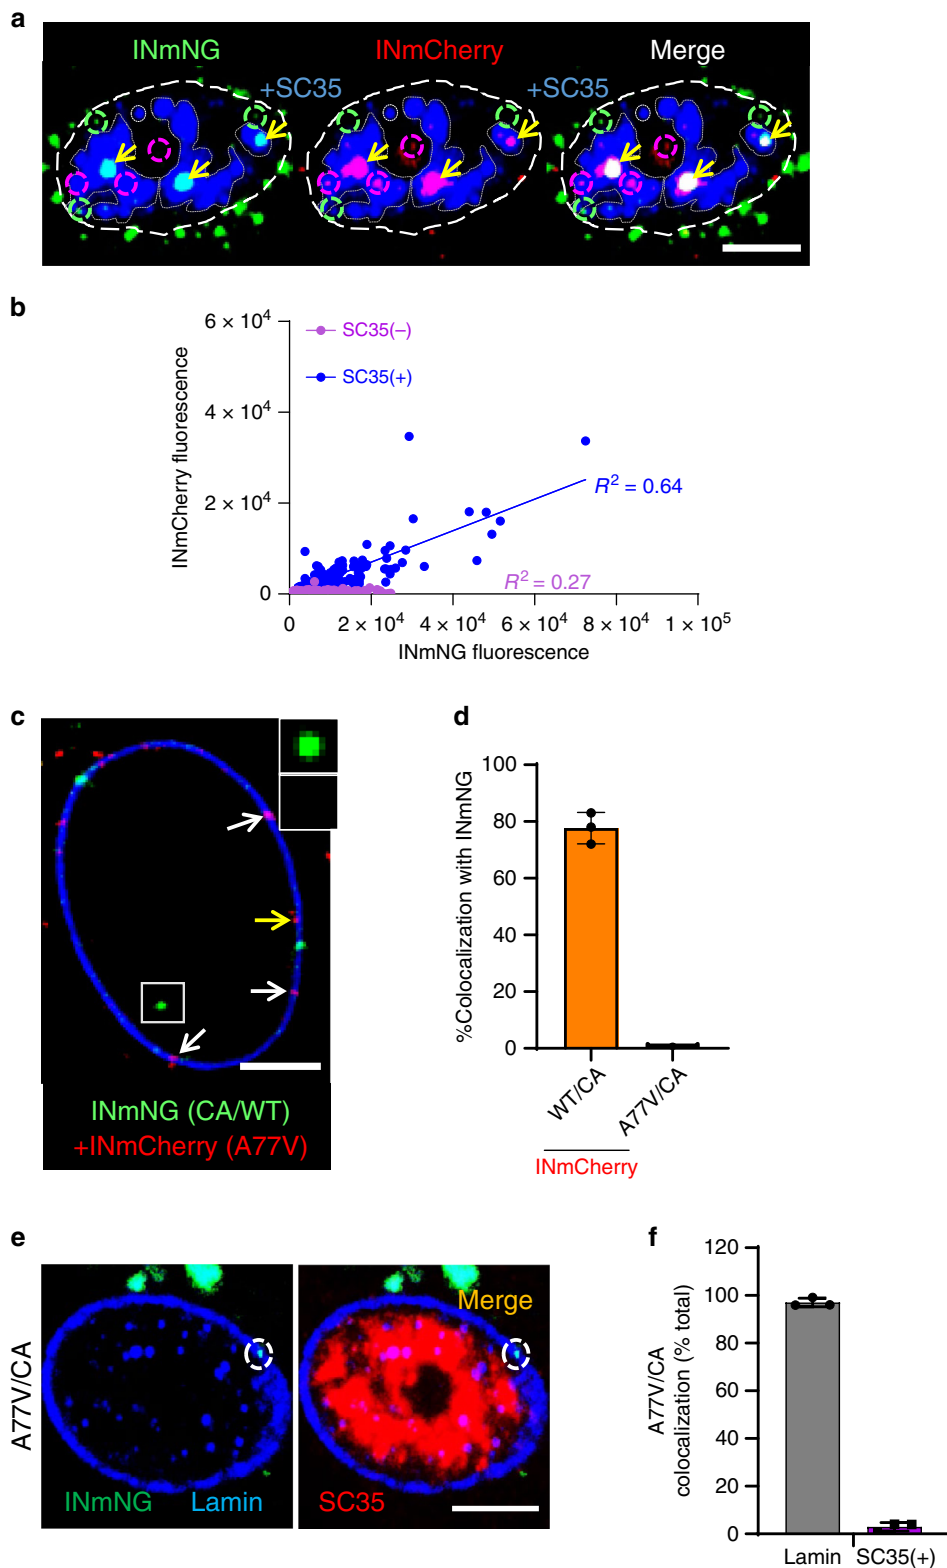 a
INmNG INmCherry Merge
+SC35 +SC35
b
6 × 10⁴
4 × 10⁴
2 × 10⁴
0
INmCherry fluorescence
SC35(–)
SC35(+)
R² = 0.64
R² = 0.27
0 2 × 10⁴ 4 × 10⁴ 6 × 10⁴ 8 × 10⁴ 1 × 10⁵
INmNG fluorescence
c
INmNG (CA/WT)
+INmCherry (A77V)
d
%Colocalization with INmNG
100
80
60
40
20
0
WT/CA
A77V/CA
INmCherry
e
A77V/CA
Merge
INmNG Lamin SC35
f
A77V/CA
colocalization (% total)
120
100
80
60
40
20
0
Lamin SC35(+)